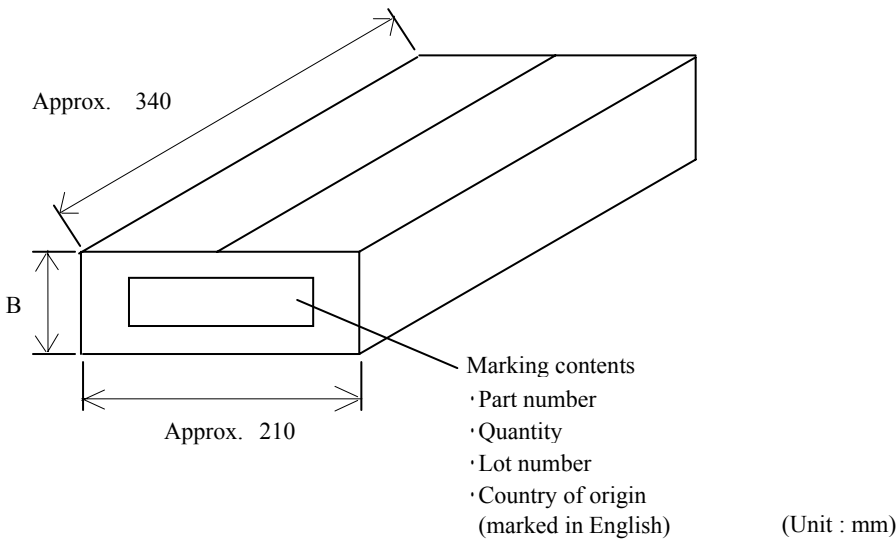 Approx. 340
B
Approx. 210
Marking contents
・Part number
・Quantity
・Lot number
・Country of origin
(marked in English)
(Unit : mm)